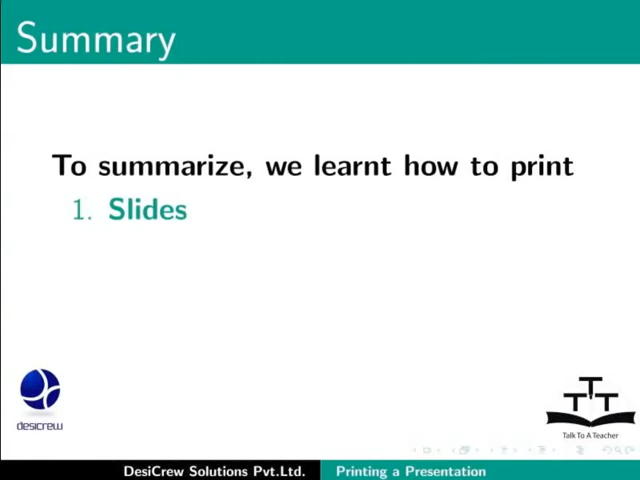 Summary
To summarize, we learnt how to print
1. Slides
desicrew
TTT
Talk To A Teacher
DesiCrew Solutions Pvt.Ltd. Printing a Presentation